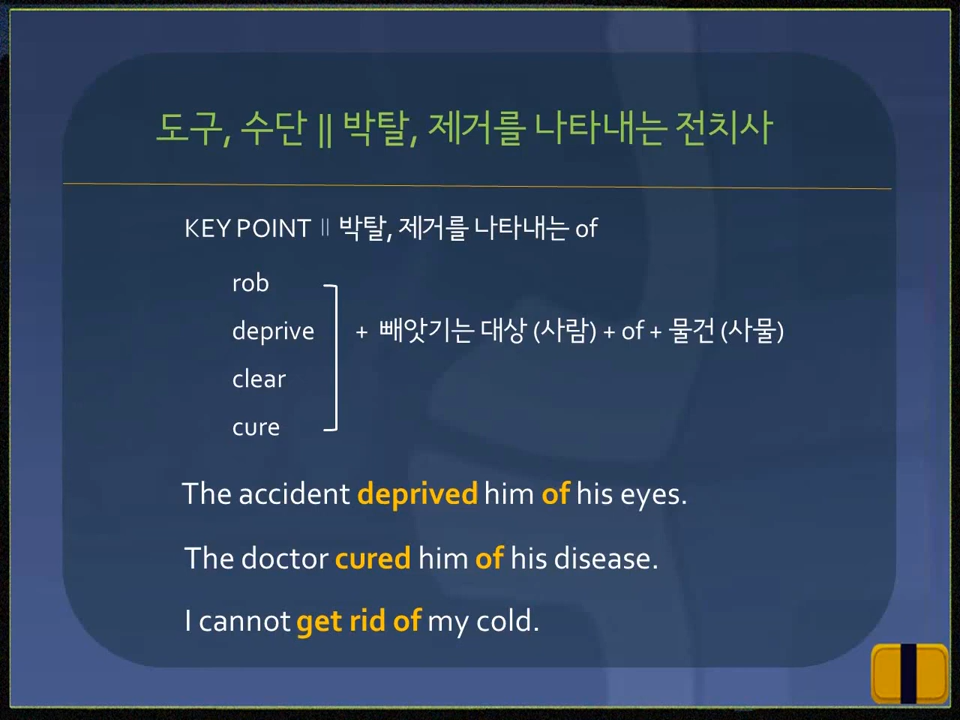 도구, 수단 || 박탈, 제거를 나타내는 전치사
KEY POINT || 박탈, 제거를 나타내는 of
rob
deprive + 빼앗기는 대상 (사람) + of + 물건 (사물)
clear
cure
The accident deprived him of his eyes.
The doctor cured him of his disease.
I cannot get rid of my cold.